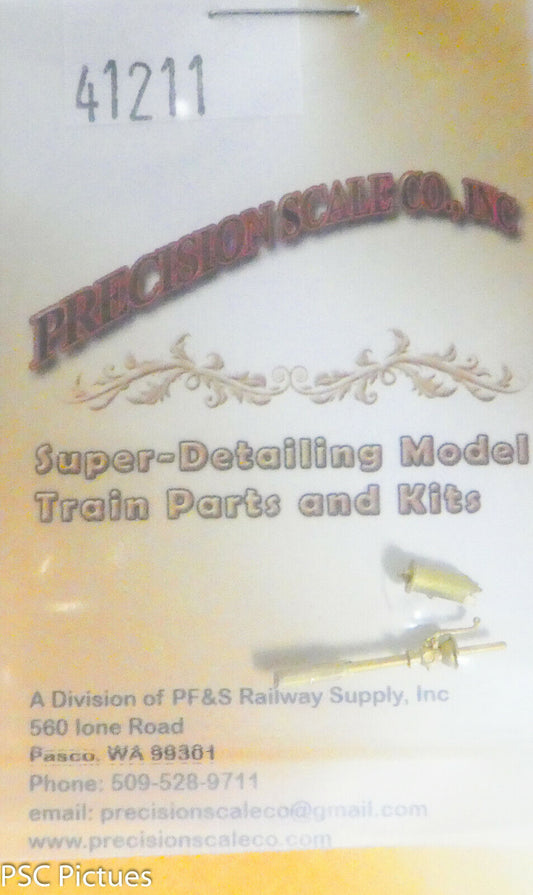 41211
PRECISION SCALE CO., INC
Super-Detailing Model
Train Parts and Kits
A Division of PF&S Railway Supply, Inc
560 Ione Road
Pasco, WA 99301
Phone: 509-528-9711
email: precisionscaleco@gmail.com
www.precisionscaleco.com
PSC Pictues